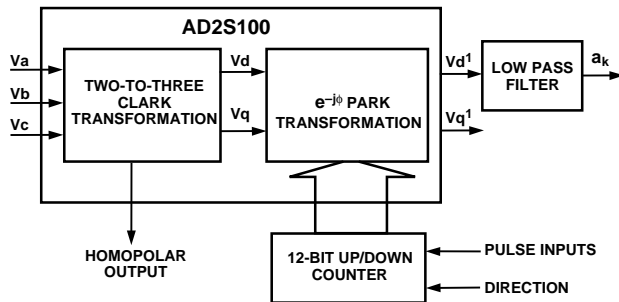 AD2S100
Va
Vb
Vc
TWO-TO-THREE
CLARK
TRANSFORMATION
Vd
Vq
e–jϕ PARK
TRANSFORMATION
Vd1
Vq1
LOW PASS
FILTER
ak
HOMOPOLAR
OUTPUT
12-BIT UP/DOWN
COUNTER
PULSE INPUTS
DIRECTION